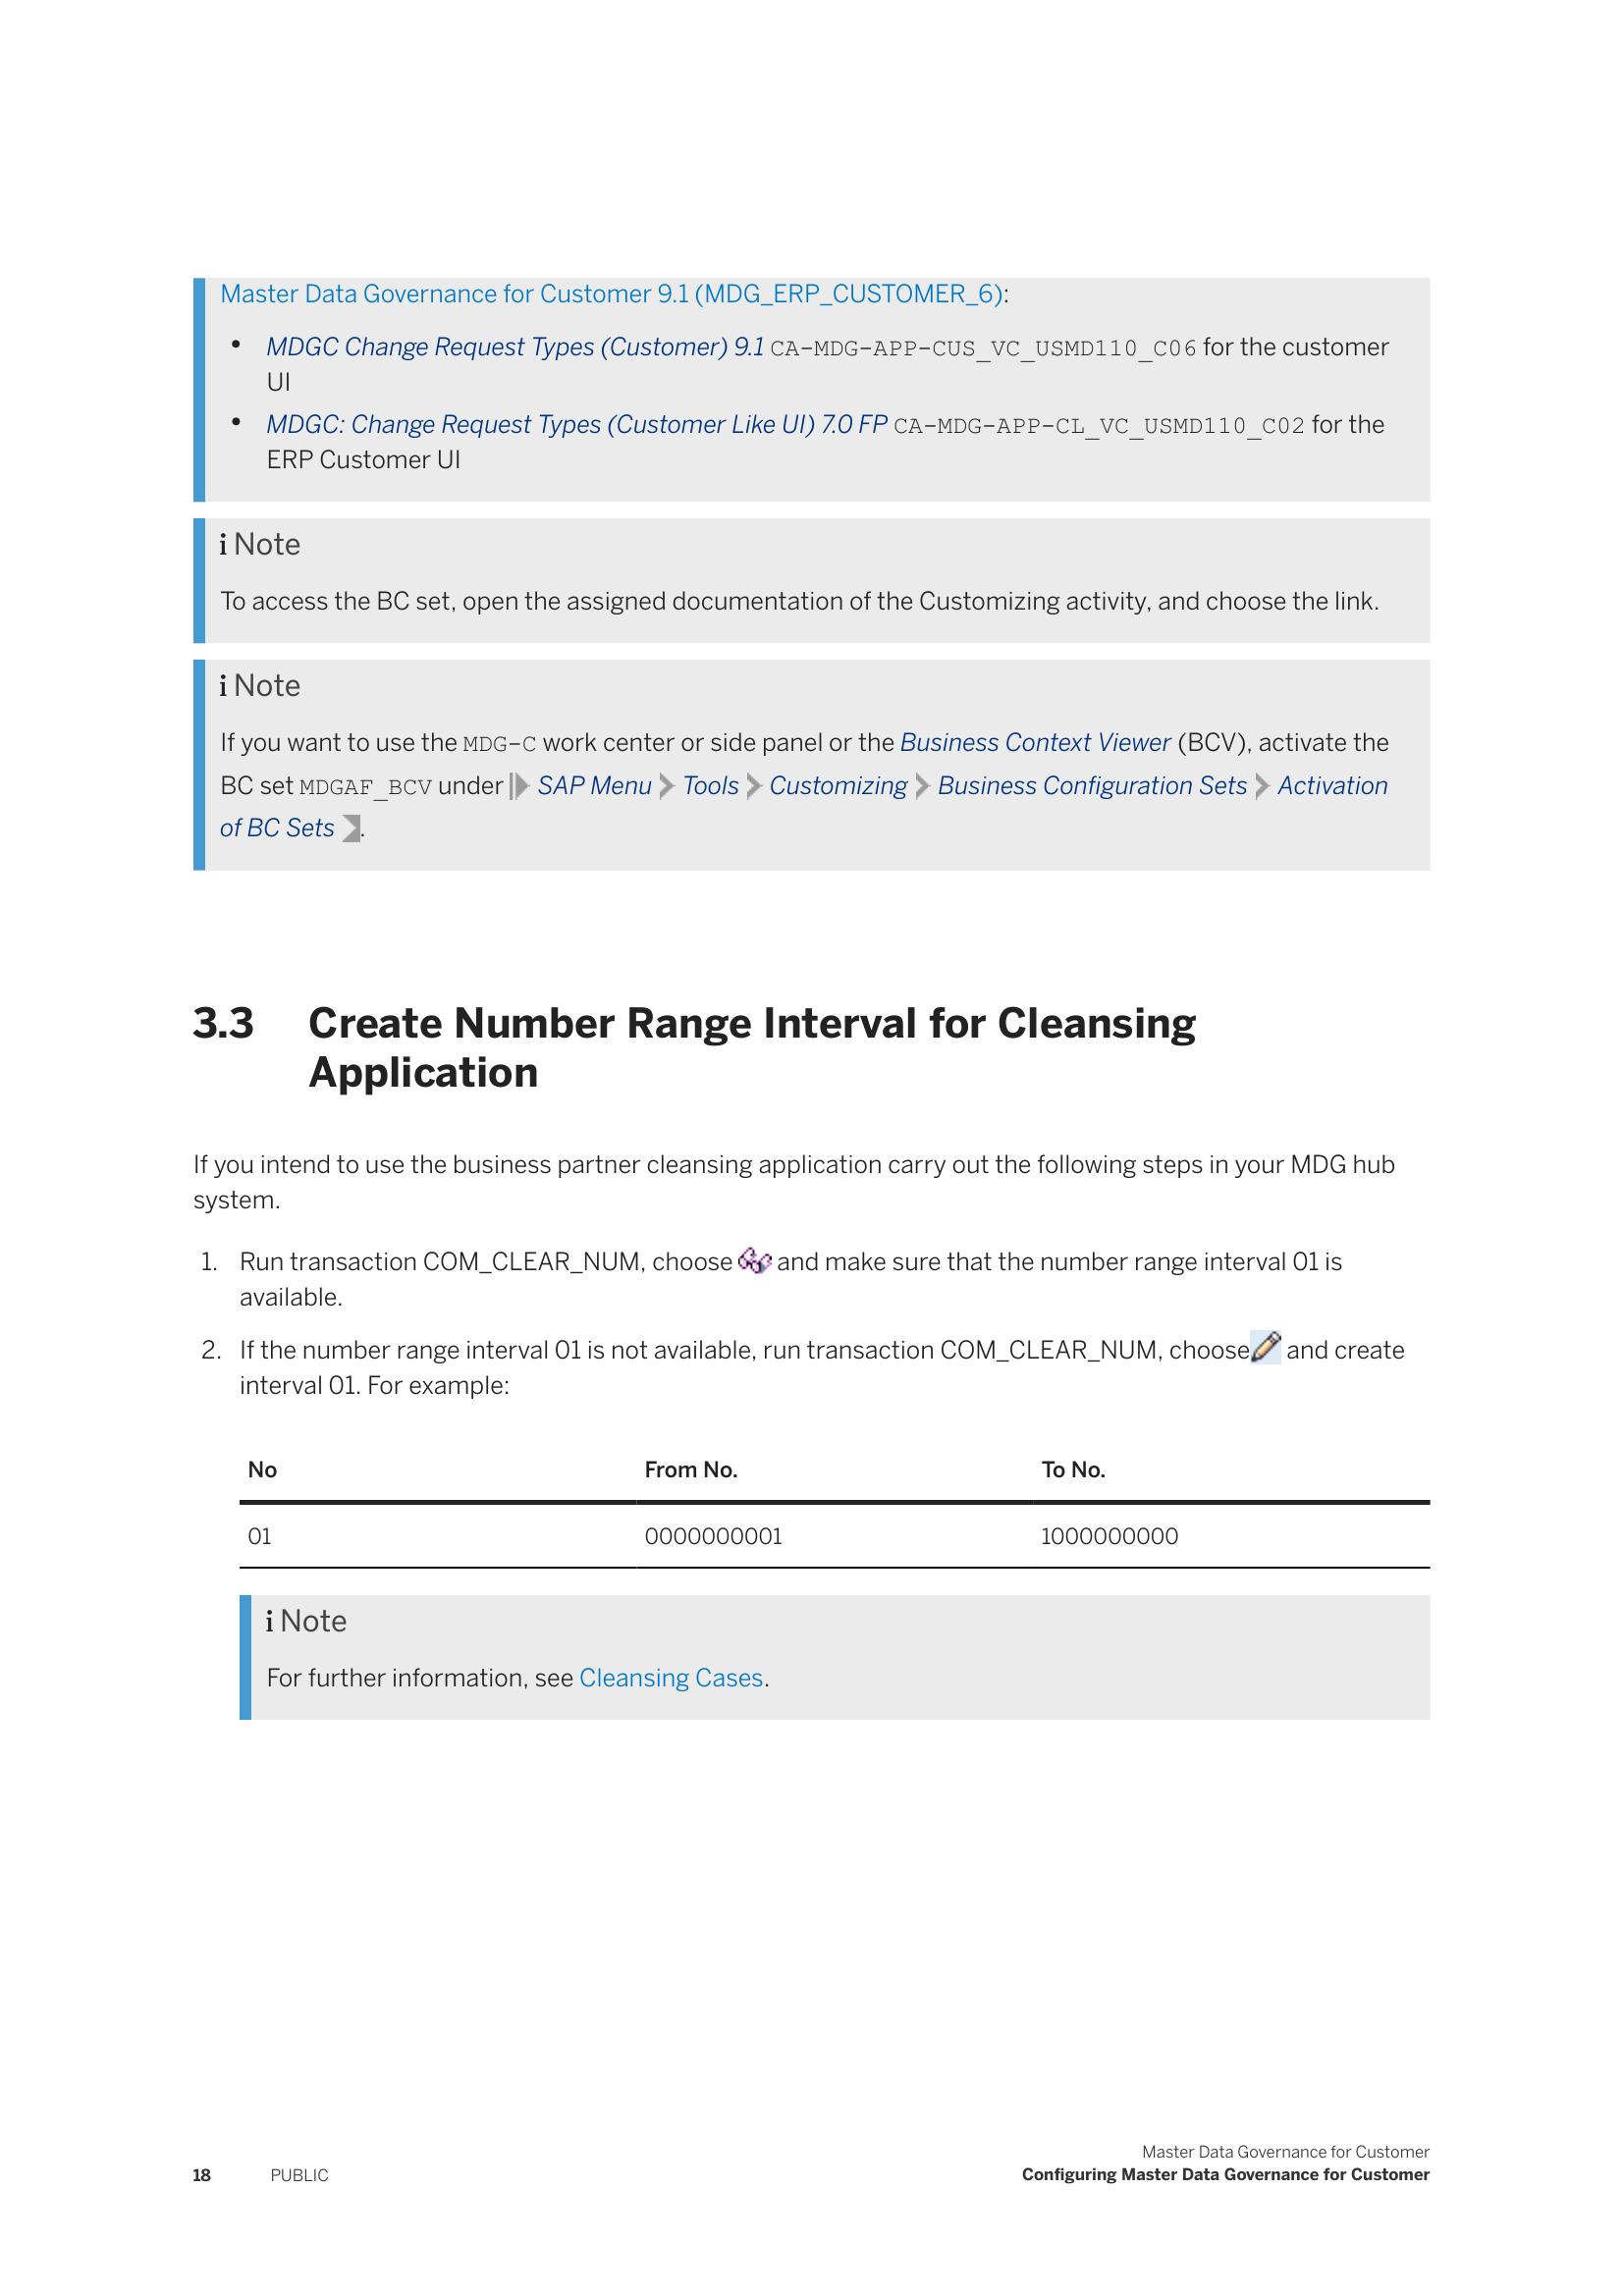 Master Data Governance for Customer 9.1 (MDG_ERP_CUSTOMER_6):
• MDGC Change Request Types (Customer) 9.1 CA-MDG-APP-CUS_VC_USMD110_C06 for the customer
UI
• MDGC: Change Request Types (Customer Like UI) 7.0 FP CA-MDG-APP-CL_VC_USMD110_C02 for the
ERP Customer UI
i Note
To access the BC set, open the assigned documentation of the Customizing activity, and choose the link.
i Note
If you want to use the MDG-C work center or side panel or the Business Context Viewer (BCV), activate the
BC set MDGAF_BCV under SAP Menu Tools Customizing Business Configuration Sets Activation
of BC Sets .
3.3 Create Number Range Interval for Cleansing
Application
If you intend to use the business partner cleansing application carry out the following steps in your MDG hub
system.
1. Run transaction COM_CLEAR_NUM, choose and make sure that the number range interval 01 is
available.
2. If the number range interval 01 is not available, run transaction COM_CLEAR_NUM, choose and create
interval 01. For example:
No From No. To No.
01 0000000001 1000000000
i Note
For further information, see Cleansing Cases.
Master Data Governance for Customer
18 PUBLIC Configuring Master Data Governance for Customer